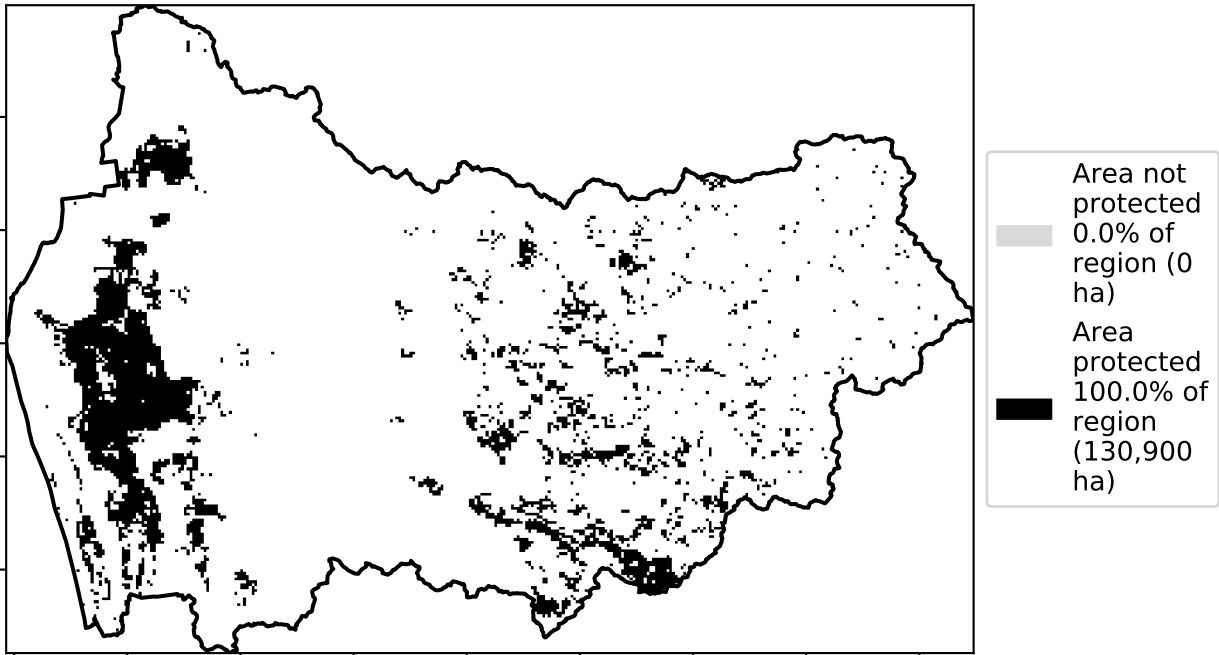 Area not
protected
0.0% of
region (0
ha)
Area
protected
100.0% of
region
(130,900
ha)